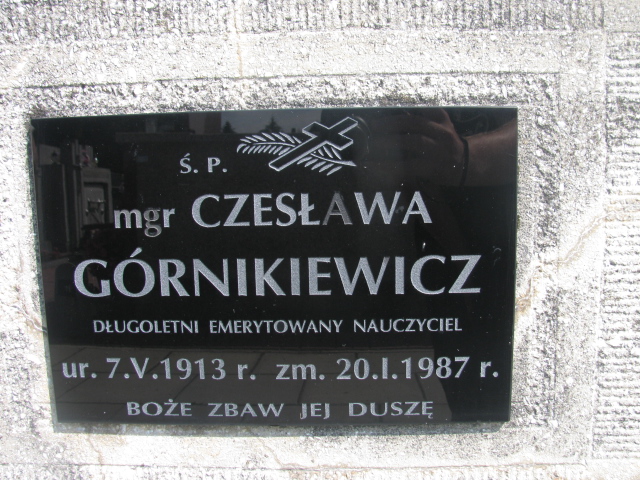 Ś. P.
mgr CZESŁAWA
GÓRNIKIEWICZ
DŁUGOLETNI EMERYTOWANY NAUCZYCIEL
ur. 7.V.1913 r. zm. 20.I.1987 r.
BOŻE ZBAW JEJ DUSZĘ